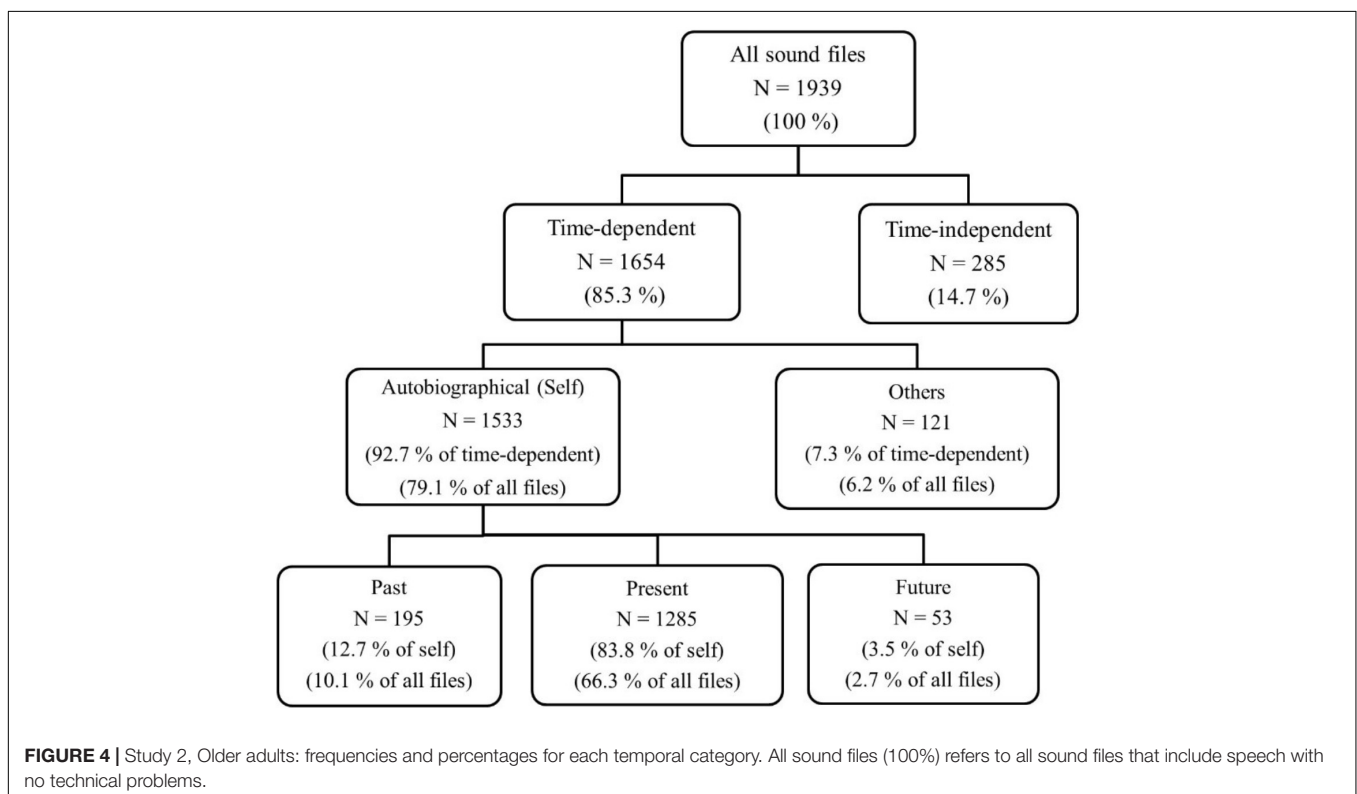 All sound files
N = 1939
(100 %)
Time-dependent
N = 1654
(85.3 %)
Time-independent
N = 285
(14.7 %)
Autobiographical (Self)
N = 1533
(92.7 % of time-dependent)
(79.1 % of all files)
Others
N = 121
(7.3 % of time-dependent)
(6.2 % of all files)
Past
N = 195
(12.7 % of self)
(10.1 % of all files)
Present
N = 1285
(83.8 % of self)
(66.3 % of all files)
Future
N = 53
(3.5 % of self)
(2.7 % of all files)
FIGURE 4 | Study 2, Older adults: frequencies and percentages for each temporal category. All sound files (100%) refers to all sound files that include speech with
no technical problems.